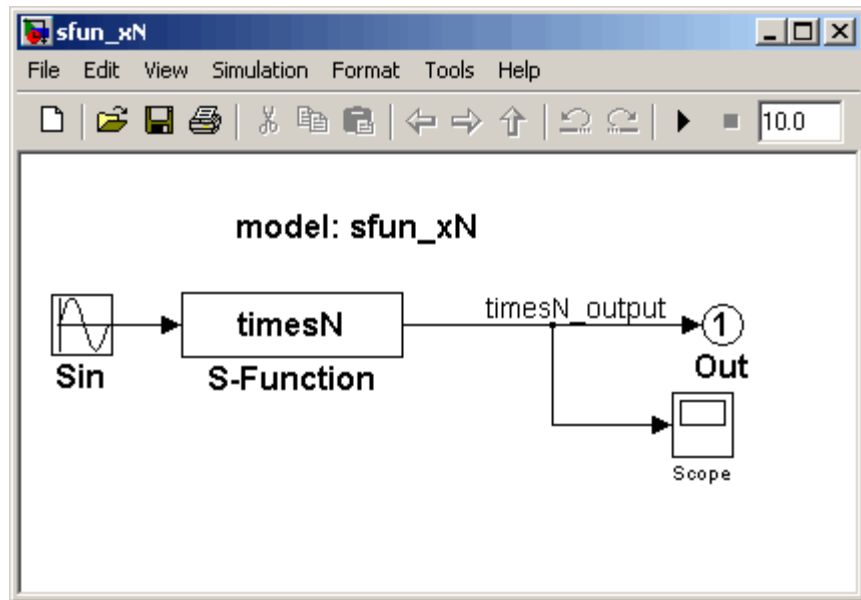 sfun_xN
File Edit View Simulation Format Tools Help
10.0
model: sfun_xN
timesN
timesN_output
1
Sin
S-Function
Out
Scope